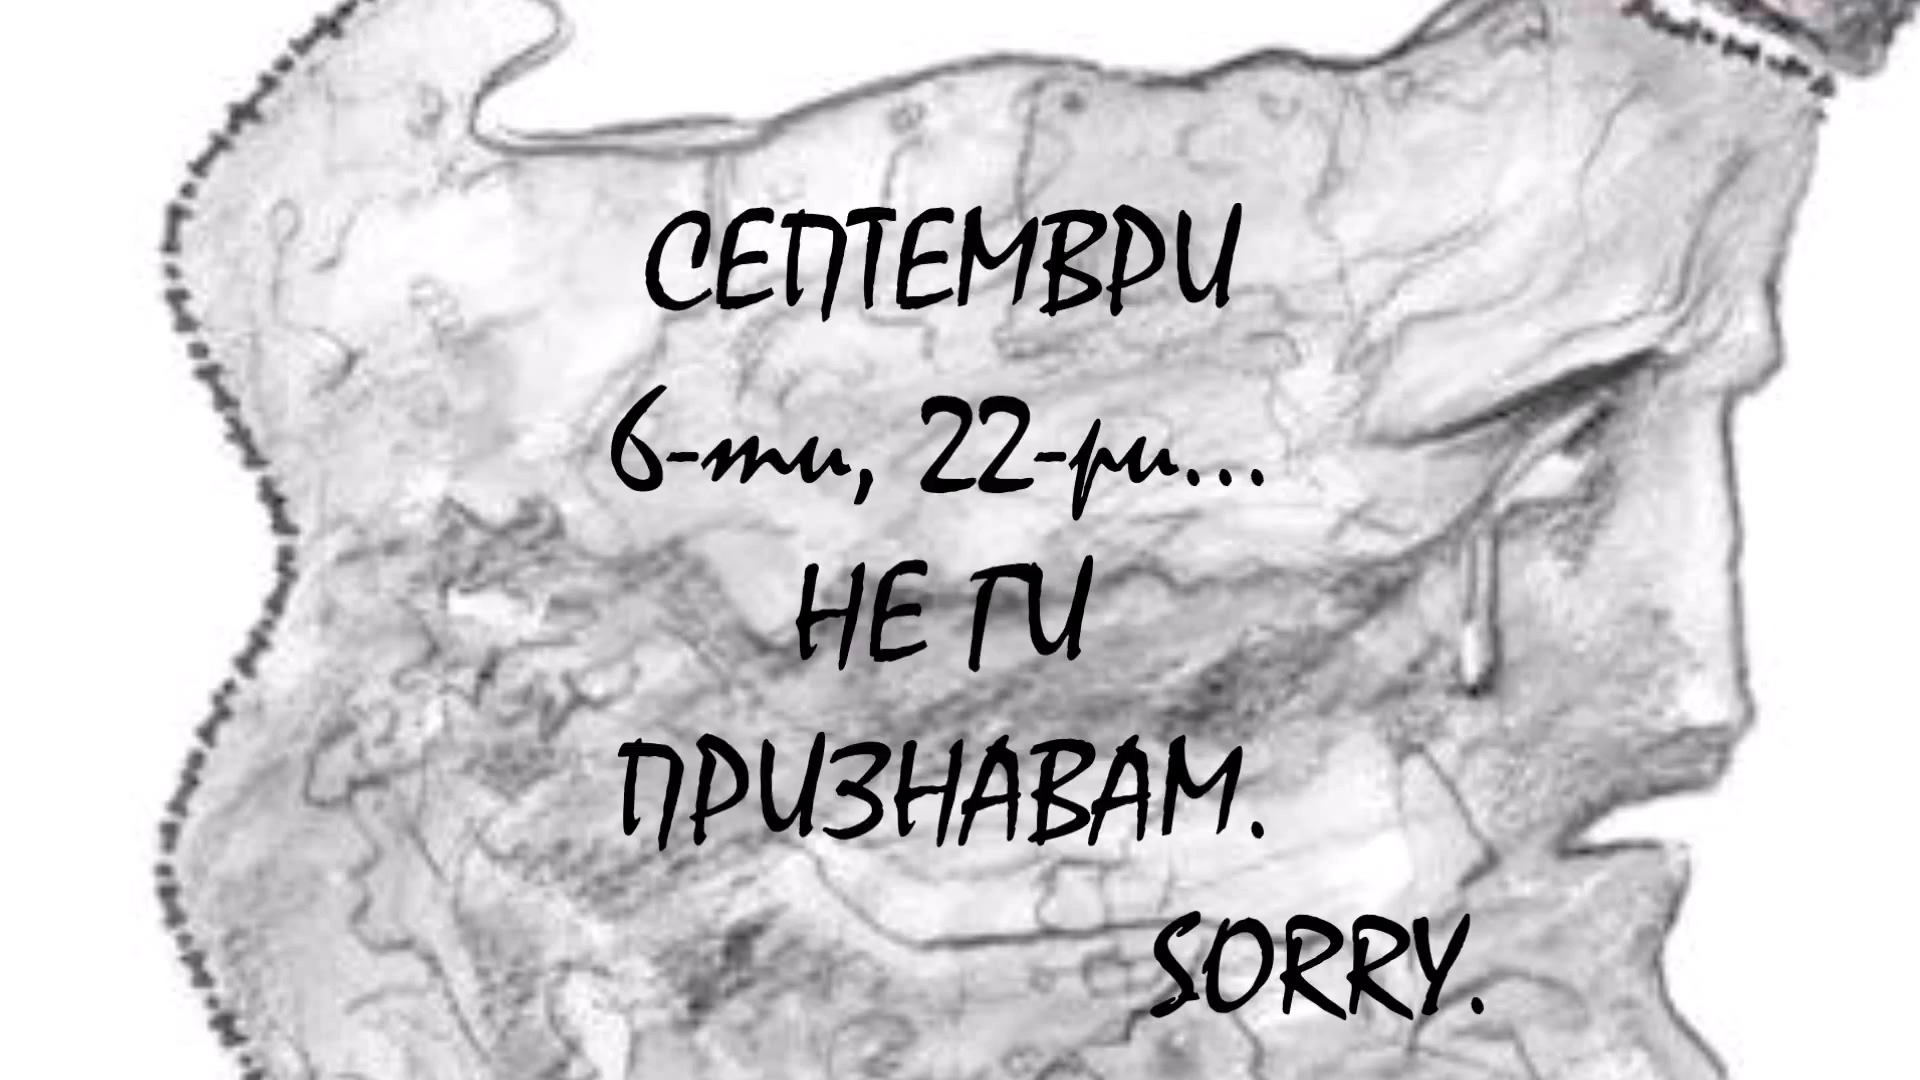 СЕПТЕМВРИ
6-ти, 22-ри...
НЕ ГИ
ПРИЗНАВАМ.
SORRY.